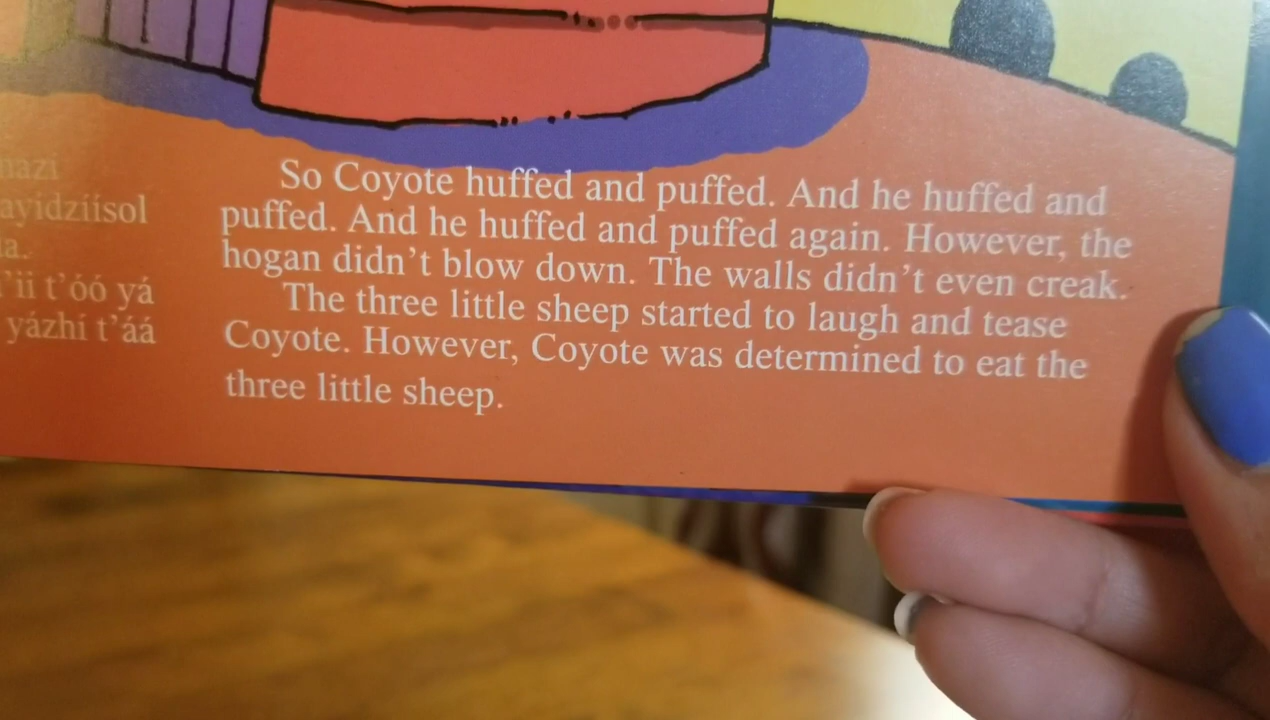 ayidzíísol
t'óó yá
yázhí t'áá
So Coyote huffed and puffed. And he huffed and
puffed. And he huffed and puffed again. However, the
hogan didn't blow down. The walls didn't even creak.
The three little sheep started to laugh and tease
Coyote. However, Coyote was determined to eat the
three little sheep.